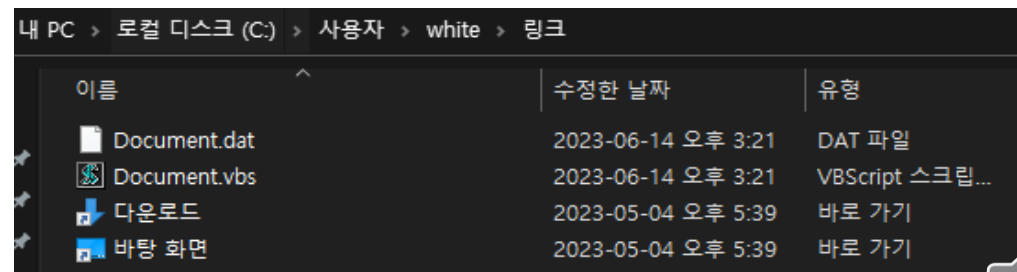 내 PC > 로컬 디스크 (C:) > 사용자 > white > 링크
이름 수정한 날짜 유형
Document.dat 2023-06-14 오후 3:21 DAT 파일
Document.vbs 2023-06-14 오후 3:21 VBScript 스크립...
다운로드 2023-05-04 오후 5:39 바로 가기
바탕 화면 2023-05-04 오후 5:39 바로 가기